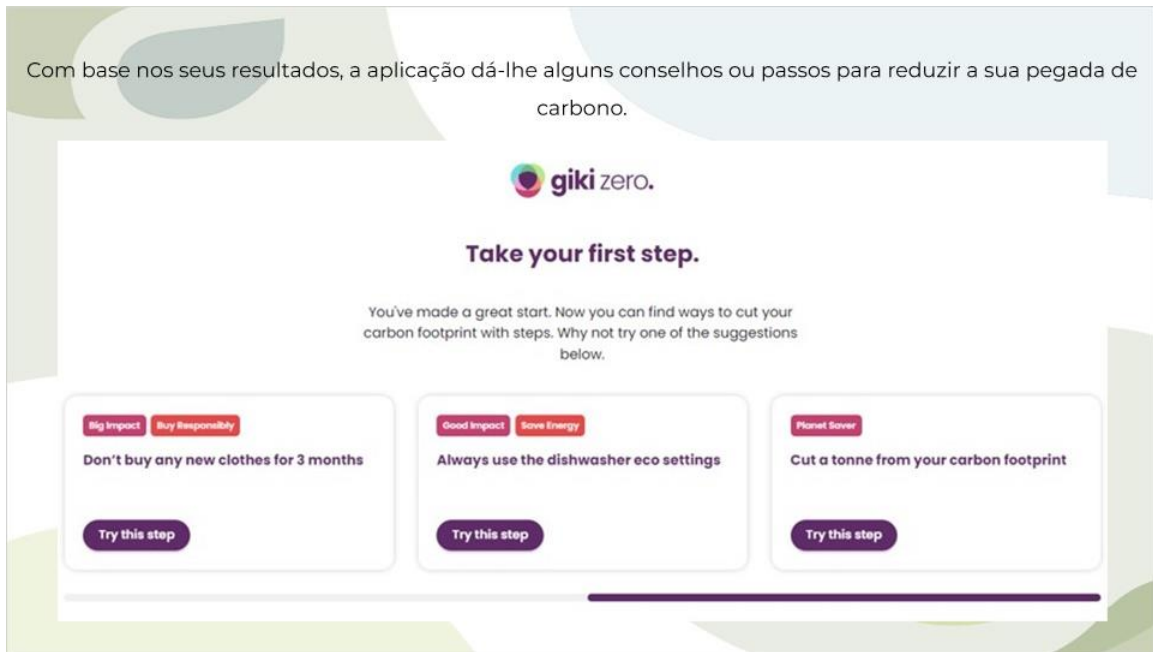 Com base nos seus resultados, a aplicação dá-lhe alguns conselhos ou passos para reduzir a sua pegada de
carbono.
giki zero.
Take your first step.
You've made a great start. Now you can find ways to cut your
carbon footprint with steps. Why not try one of the suggestions
below.
Big Impact Buy Responsibly
Don't buy any new clothes for 3 months
Try this step
Good Impact Save Energy
Always use the dishwasher eco settings
Try this step
Planet Saver
Cut a tonne from your carbon footprint
Try this step